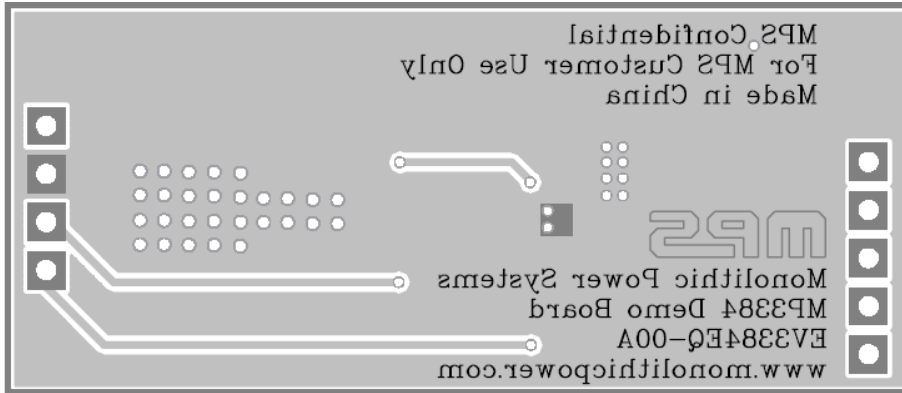 MPS Confidential
For MPS Customer Use Only
Made in China
MPS
Monolithic Power Systems
MP3384 Demo Board
EV3384EQ-00A
www.monolithicpower.com